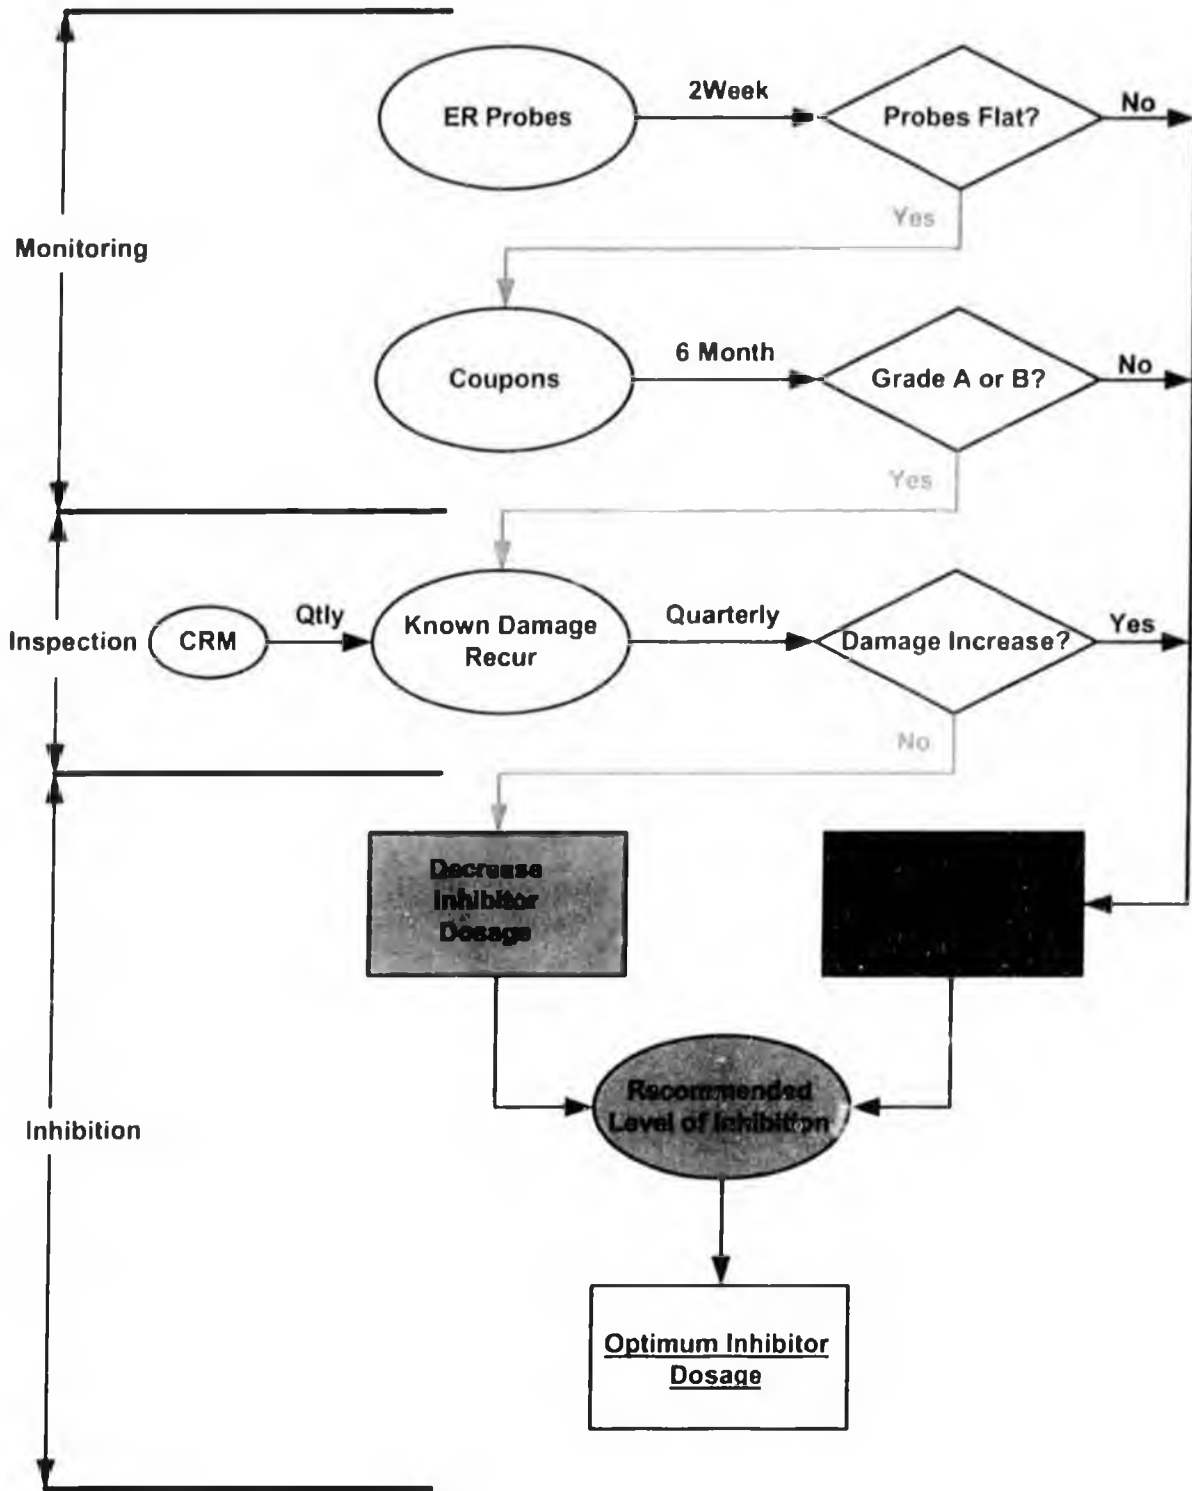 ER Probes
2Week
Probes Flat?
No
Yes
Monitoring
Coupons
6 Month
Grade A or B?
No
Yes
Inspection
CRM
Qtly
Known Damage
Recur
Quarterly
Damage Increase?
Yes
No
Decrease
Inhibitor
Dosage
Recommended
Level of Inhibition
Inhibition
Optimum Inhibitor
Dosage